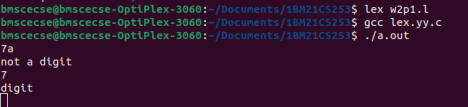 bmscecse@bmscecse-OptiPlex-3060:~/Documents/1BM21CS253$ lex w2p1.l
bmscecse@bmscecse-OptiPlex-3060:~/Documents/1BM21CS253$ gcc lex.yy.c
bmscecse@bmscecse-OptiPlex-3060:~/Documents/1BM21CS253$ ./a.out
7a
not a digit
7
digit